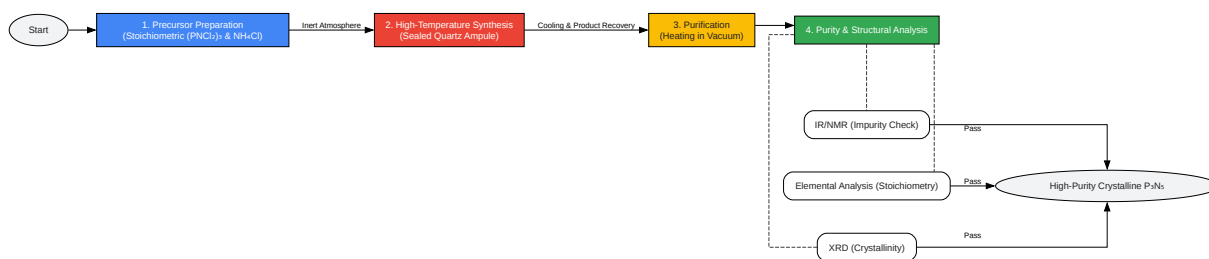 Start
1. Precursor Preparation
(Stoichiometric (PNCl₂)₃ & NH₄Cl)
Inert Atmosphere
2. High-Temperature Synthesis
(Sealed Quartz Ampule)
Cooling & Product Recovery
3. Purification
(Heating in Vacuum)
4. Purity & Structural Analysis
IR/NMR (Impurity Check)
Pass
Elemental Analysis (Stoichiometry)
Pass
High-Purity Crystalline P₃N₅
XRD (Crystallinity)
Pass